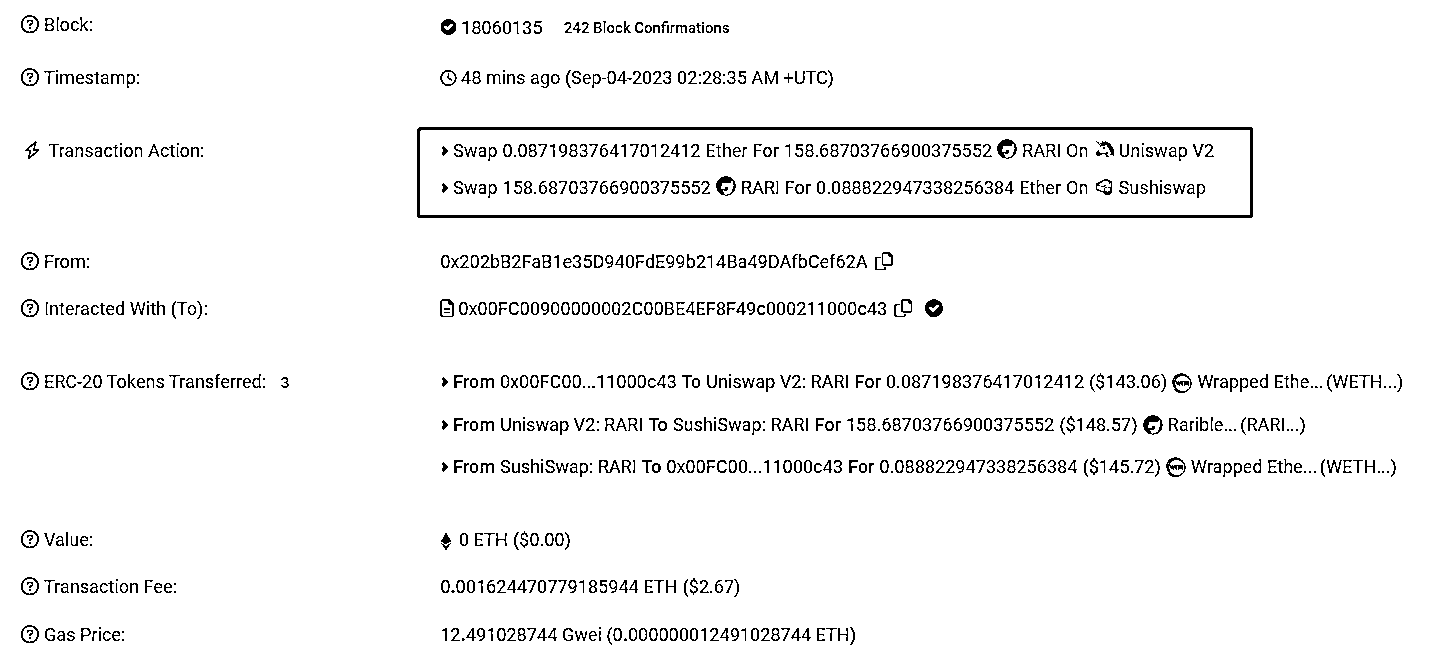 Block: 18060135 242 Block Confirmations
Timestamp: 48 mins ago (Sep-04-2023 02:28:35 AM +UTC)
Transaction Action: Swap 0.087198376417012412 Ether For 158.68703766900375552 RARI On Uniswap V2
Swap 158.68703766900375552 RARI For 0.088822947338256384 Ether On Sushiswap
From: 0x202bB2FaB1e35D940FdE99b214Ba49DAfbCef62A
Interacted With (To): 0x00FC00900000002C00BE4EF8F49c000211000c43
ERC-20 Tokens Transferred: 3 From 0x00FC00...11000c43 To Uniswap V2: RARI For 0.087198376417012412 ($143.06) Wrapped Ethe... (WETH...)
From Uniswap V2: RARI To SushiSwap: RARI For 158.68703766900375552 ($148.57) Rarible... (RARI...)
From SushiSwap: RARI To 0x00FC00...11000c43 For 0.088822947338256384 ($145.72) Wrapped Ethe... (WETH...)
Value: 0 ETH ($0.00)
Transaction Fee: 0.001624470779185944 ETH ($2.67)
Gas Price: 12.491028744 Gwei (0.000000012491028744 ETH)